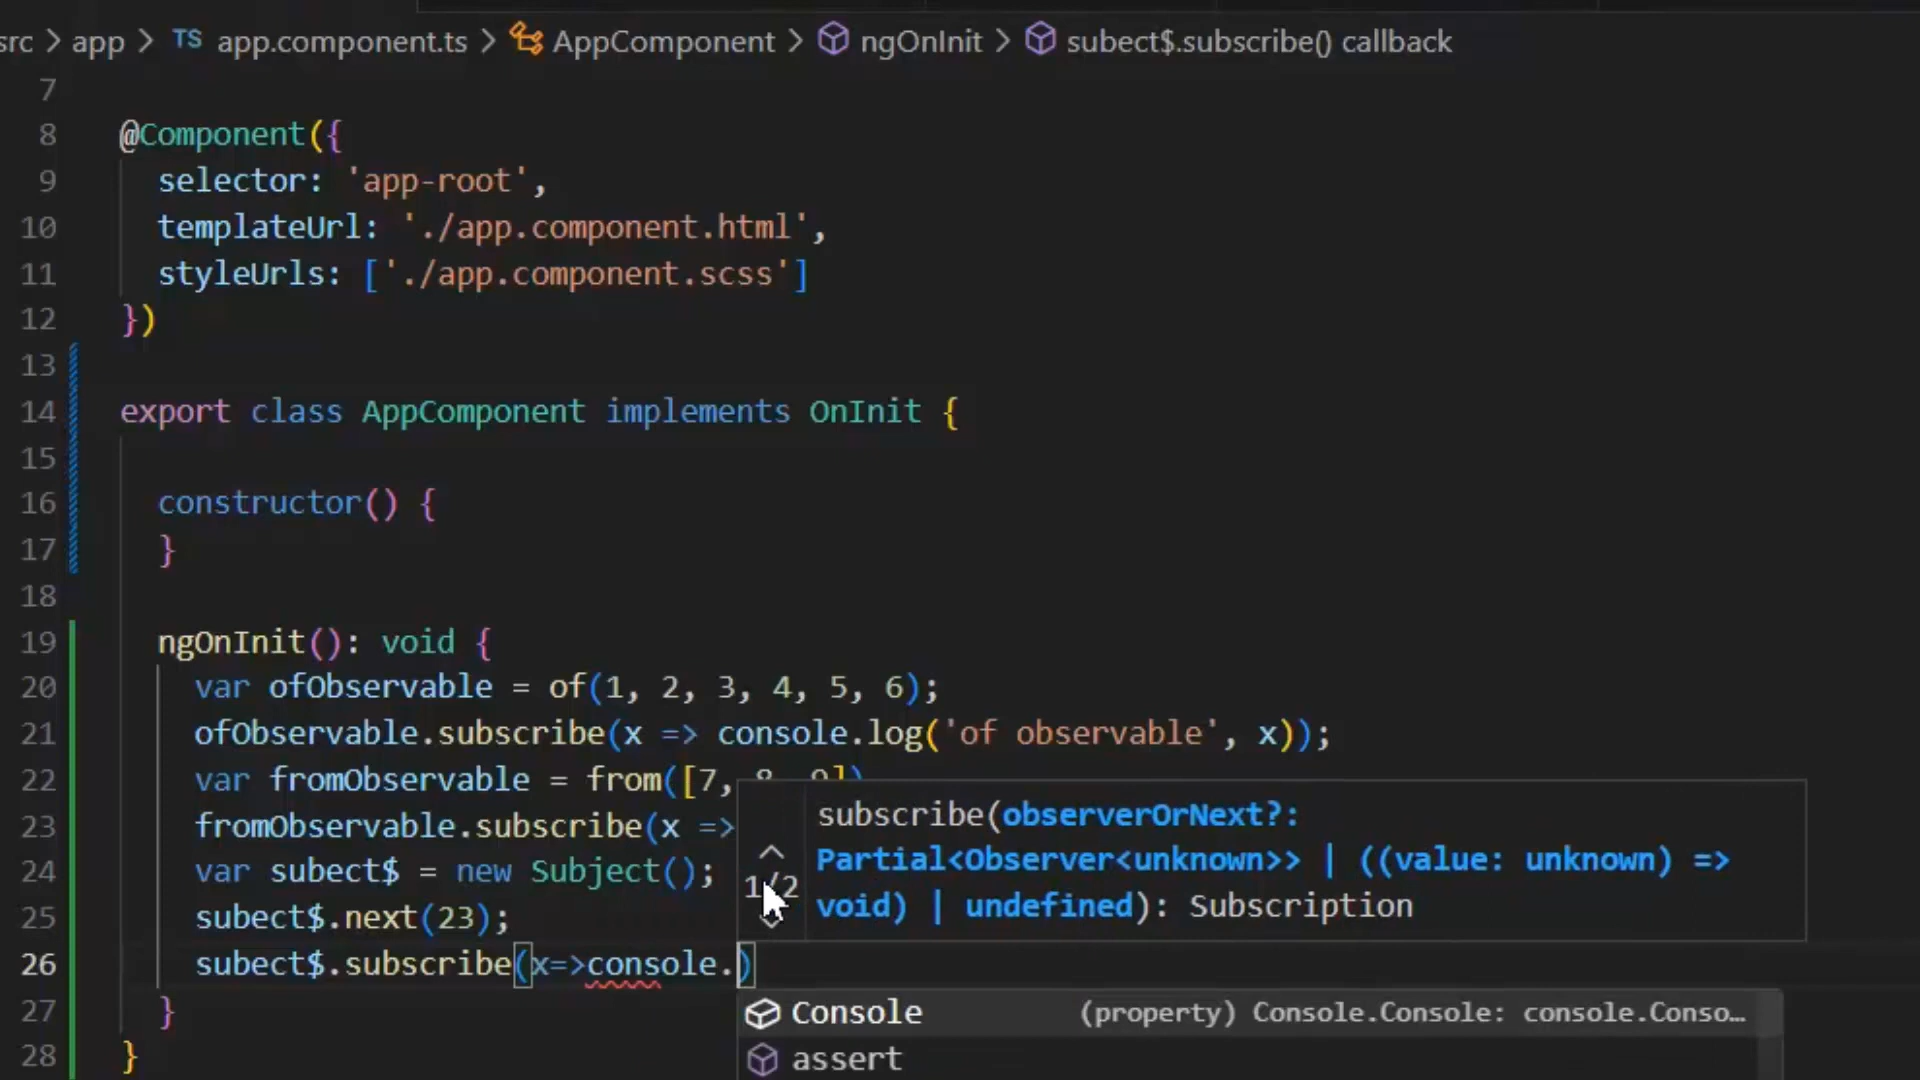 src > app > TS app.component.ts > AppComponent > ngOnInit > subect$.subscribe() callback
7
8 @Component({
9 selector: 'app-root',
10 templateUrl: './app.component.html',
11 styleUrls: ['./app.component.scss']
12 })
13
14 export class AppComponent implements OnInit {
15
16 constructor() {
17 }
18
19 ngOnInit(): void {
20 var ofObservable = of(1, 2, 3, 4, 5, 6);
21 ofObservable.subscribe(x => console.log('of observable', x));
22 var fromObservable = from([7, 8, 9])
23 fromObservable.subscribe(x =>
24 var subect$ = new Subject();
25 subect$.next(23);
26 subect$.subscribe(x=>console.)
27 }
28 }
subscribe(observerOrNext?:
Partial<Observer<unknown>> | ((value: unknown) =>
1/2
void) | undefined): Subscription
Console (property) Console.Console: console.Conso…
assert